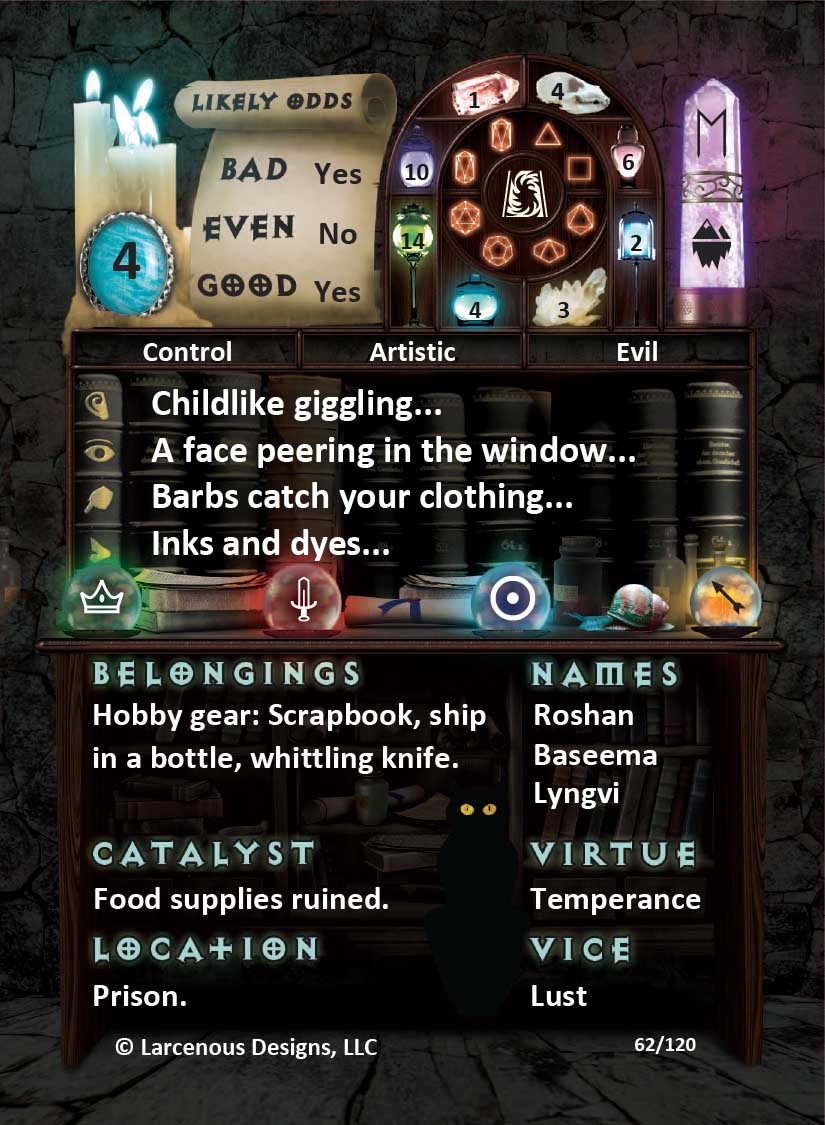 LIKELY ODDS
BAD Yes
EVEN No
GOOD Yes
4
1
4
10
6
14
2
4
3
Control Artistic Evil
Childlike giggling...
A face peering in the window...
Barbs catch your clothing...
Inks and dyes...
BELONGINGS
Hobby gear: Scrapbook, ship
in a bottle, whittling knife.
NAMES
Roshan
Baseema
Lyngvi
CATALYST
Food supplies ruined.
VIRTUE
Temperance
LOCATION
Prison.
VICE
Lust
© Larcenous Designs, LLC
62/120